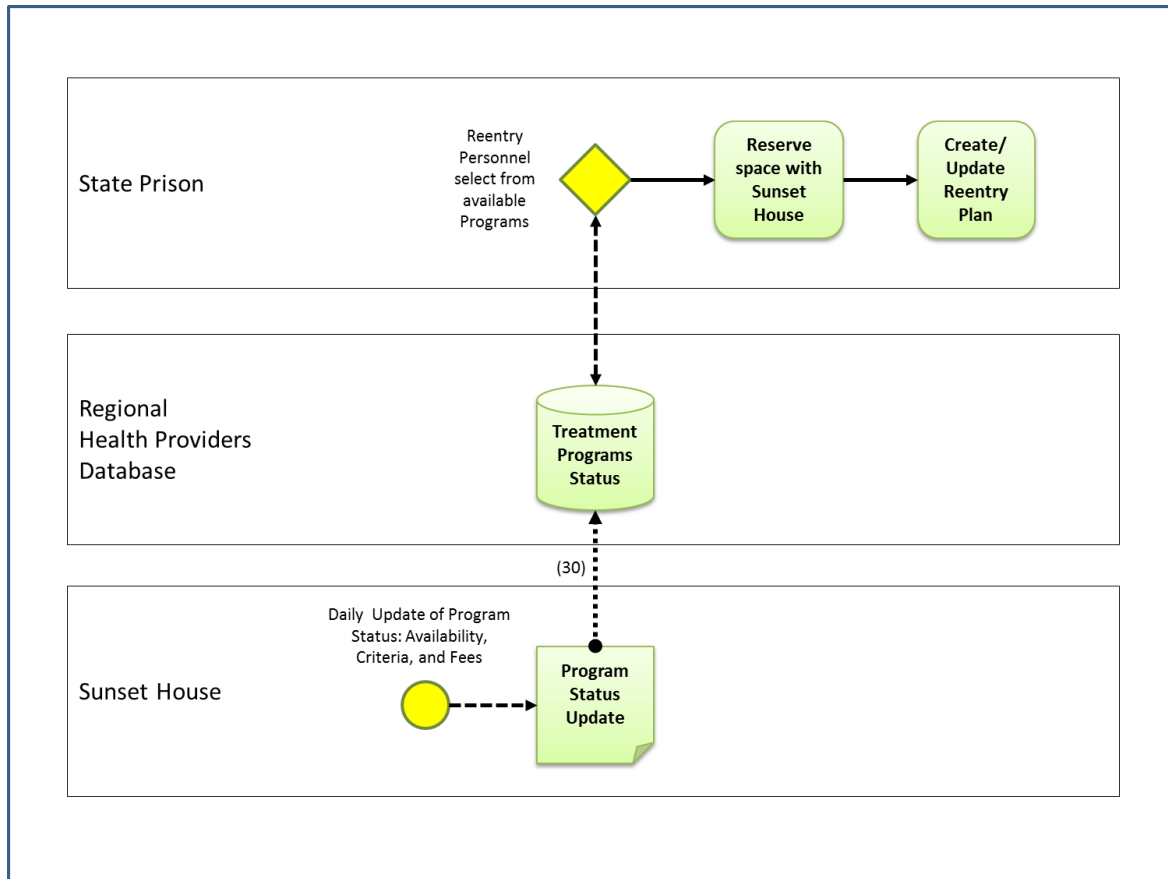 Reentry
Personnel
select from
available
Programs
Reserve
space with
Sunset
House
Create/
Update
Reentry
Plan
State Prison
Regional
Health Providers
Database
Treatment
Programs
Status
(30)
Daily Update of Program
Status: Availability,
Criteria, and Fees
Sunset House
Program
Status
Update